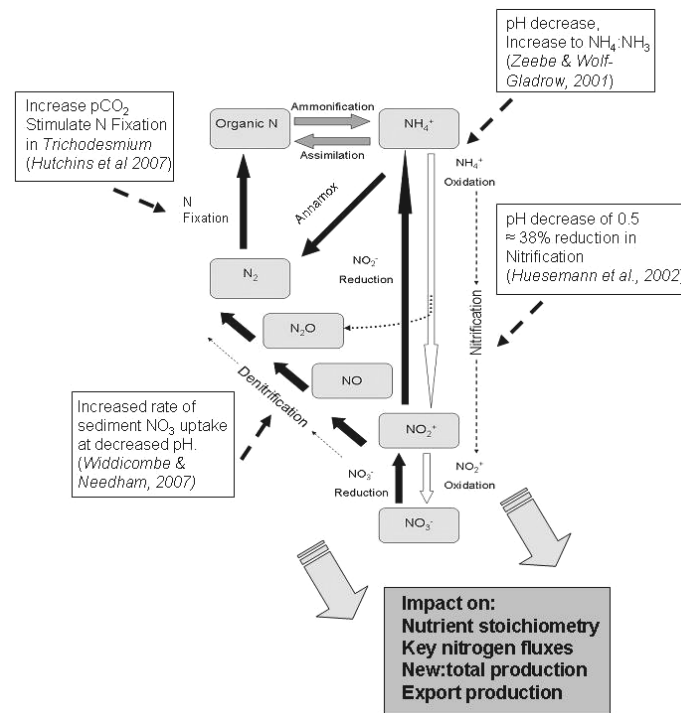 pH decrease,
Increase to NH₄:NH₃
(Zeebe & Wolf-
Gladrow, 2001)
Increase pCO₂
Stimulate N Fixation
in Trichodesmium
(Hutchins et al 2007)
Organic N
Ammonification
Assimilation
NH₄⁺
NH₄⁺
Oxidation
N
Fixation
Annamox
NO₂⁻
Reduction
pH decrease of 0.5
≈ 38% reduction in
Nitrification
(Huesemann et al., 2002)
N₂
N₂O
NO
Nitrification
Denitrification
Increased rate of
sediment NO₃ uptake
at decreased pH.
(Widdicombe &
Needham, 2007)
NO₂⁺
NO₃⁻
Reduction
NO₂⁺
Oxidation
NO₃⁻
Impact on:
Nutrient stoichiometry
Key nitrogen fluxes
New:total production
Export production